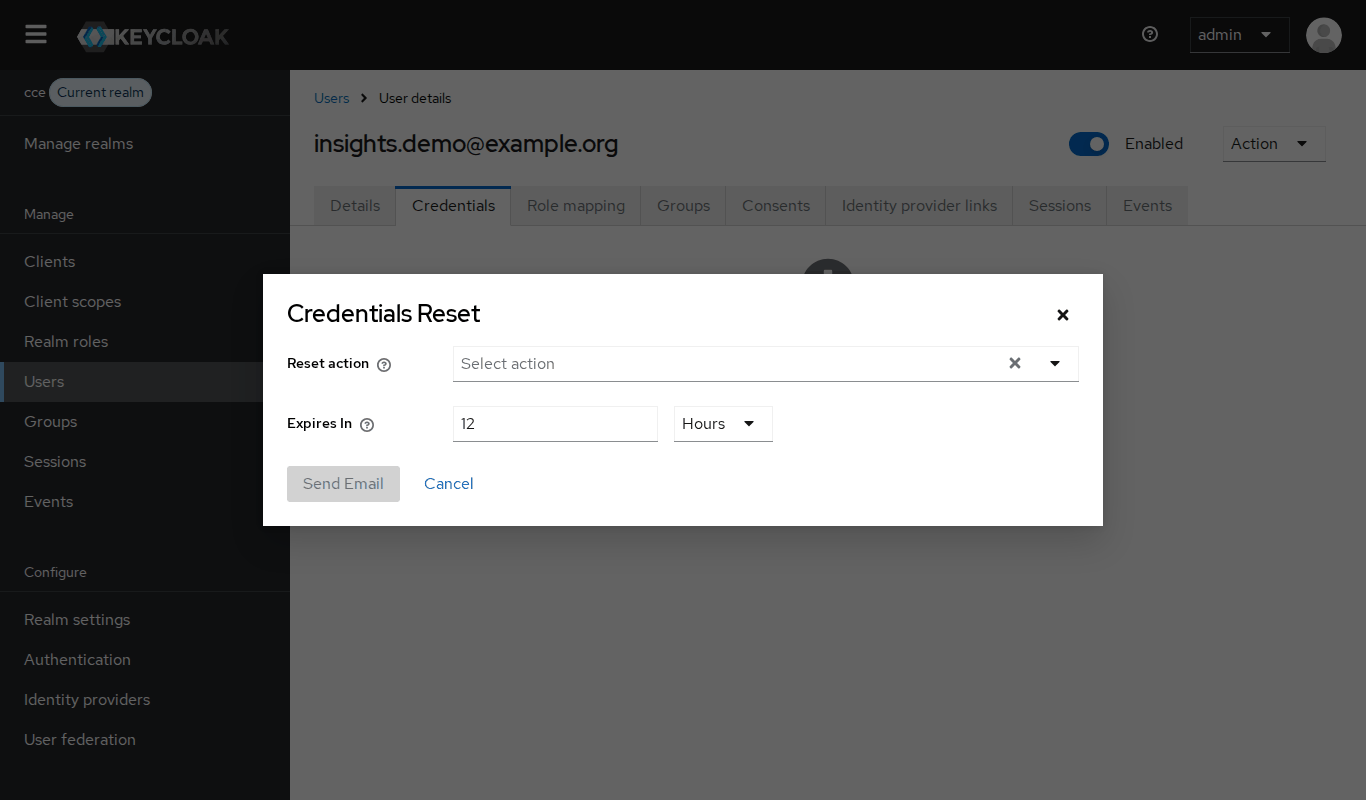 KEYCLOAK
admin
cce Current realm
Manage realms
Manage
Clients
Client scopes
Realm roles
Users
Groups
Sessions
Events
Configure
Realm settings
Authentication
Identity providers
User federation
Users User details
insights.demo@example.org
Enabled
Action
Details Credentials Role mapping Groups Consents Identity provider links Sessions Events
Credentials Reset
Reset action Select action
Expires In 12 Hours
Send Email Cancel